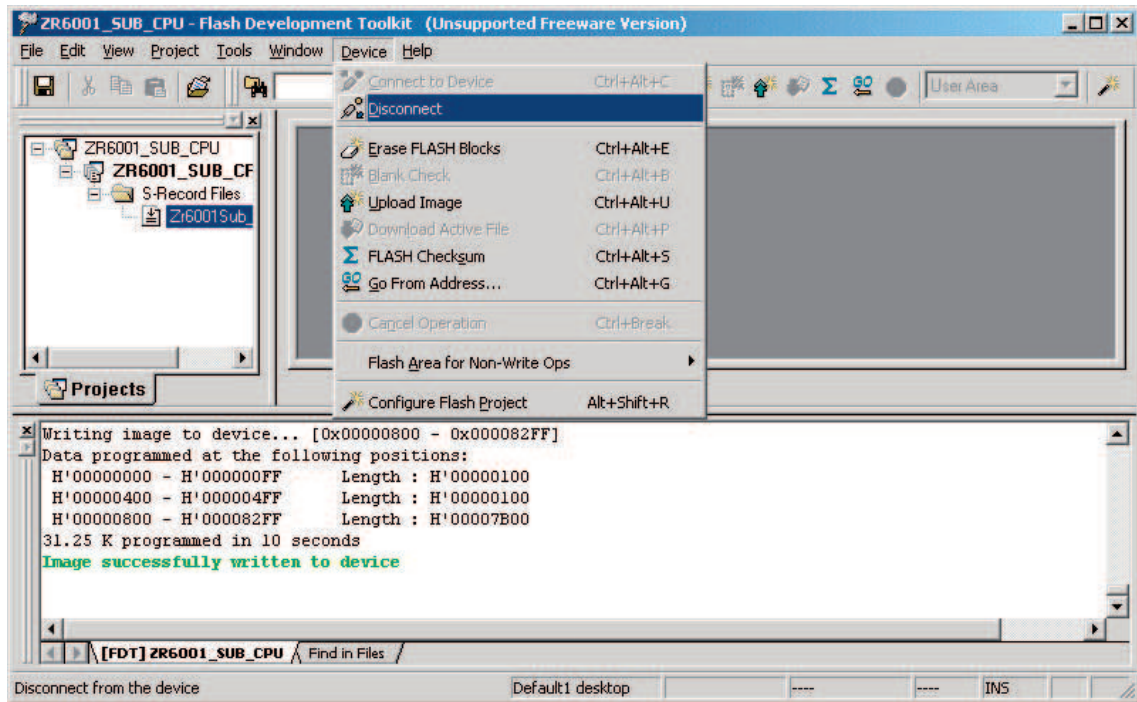 ZR6001_SUB_CPU - Flash Development Toolkit (Unsupported Freeware Version)
File Edit View Project Tools Window Device Help
User Area
Connect to Device Ctrl+Alt+C
Disconnect
Erase FLASH Blocks Ctrl+Alt+E
Blank Check Ctrl+Alt+B
Upload Image Ctrl+Alt+U
Download Active File Ctrl+Alt+P
FLASH Checksum Ctrl+Alt+S
GO Go From Address... Ctrl+Alt+G
Cancel Operation Ctrl+Break
Flash Area for Non-Write Ops
Configure Flash Project Alt+Shift+R
ZR6001_SUB_CPU
ZR6001_SUB_CF
S-Record Files
Zr6001Sub_
Projects
Writing image to device... [0x00000800 - 0x000082FF]
Data programmed at the following positions:
H'00000000 - H'000000FF Length : H'00000100
H'00000400 - H'000004FF Length : H'00000100
H'00000800 - H'000082FF Length : H'00007B00
31.25 K programmed in 10 seconds
Image successfully written to device
[FDT] ZR6001_SUB_CPU Find in Files
Disconnect from the device Default1 desktop ---- ---- INS